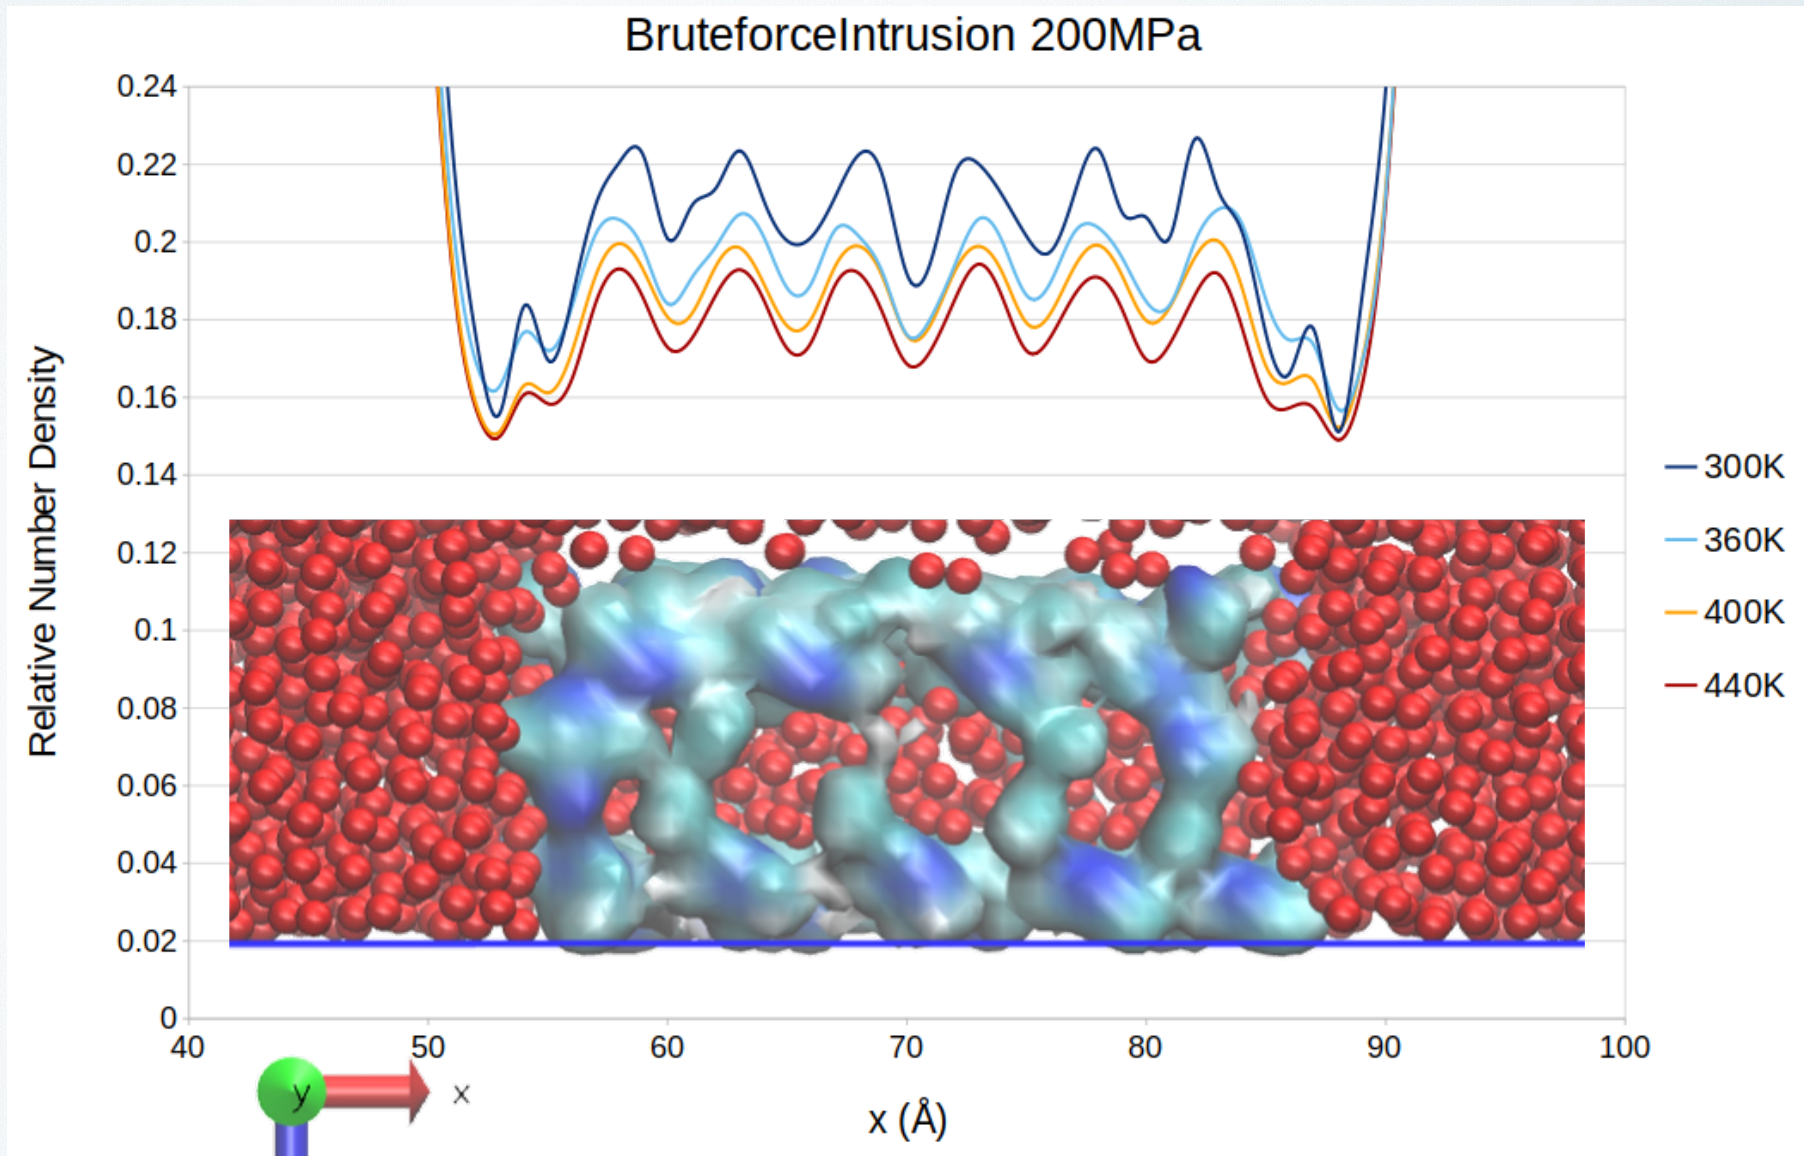 BruteforceIntrusion 200MPa
0.24
0.22
0.2
0.18
0.16
0.14
0.12
0.1
0.08
0.06
0.04
0.02
0
Relative Number Density
300K
360K
400K
440K
40 50 60 70 80 90 100
y x
x (Å)